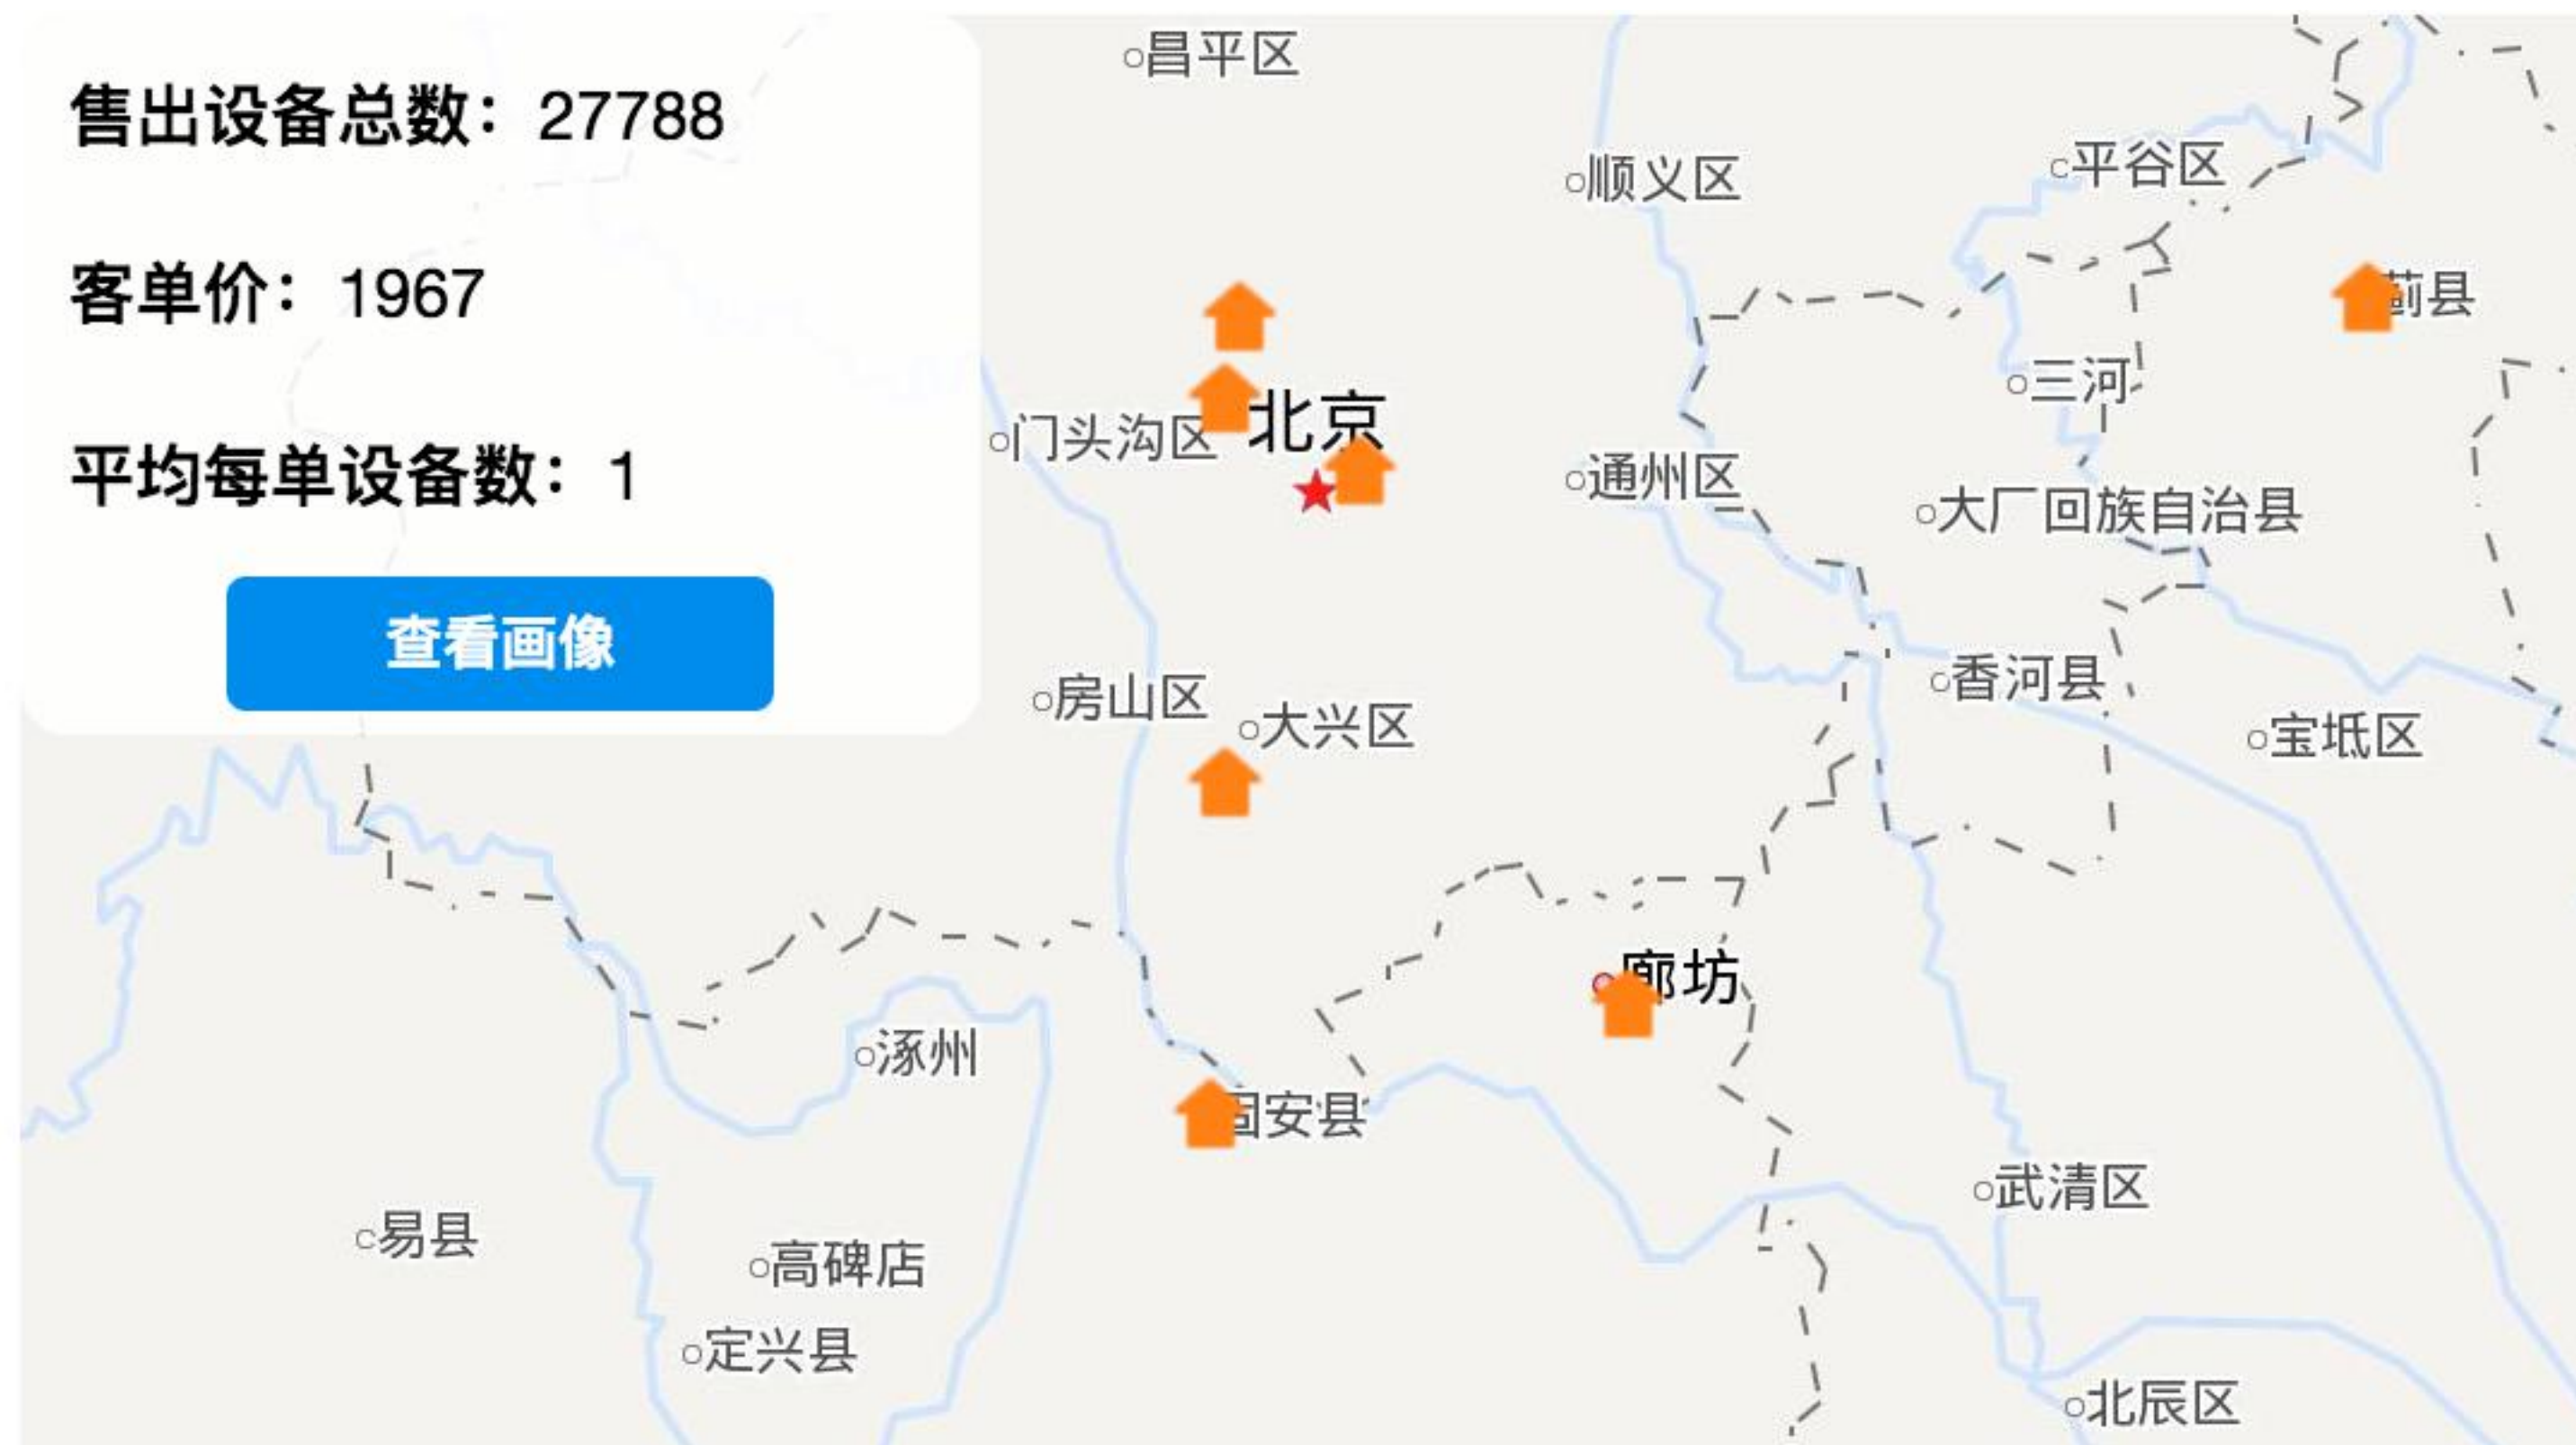 售出设备总数：27788
客单价：1967
平均每单设备数：1
查看画像
昌平区
顺义区
平谷区
蓟县
三河
北京
门头沟区
通州区
大厂回族自治县
香河县
房山区
大兴区
宝坻区
廊坊
涿州
固安县
武清区
易县
高碑店
定兴县
北辰区